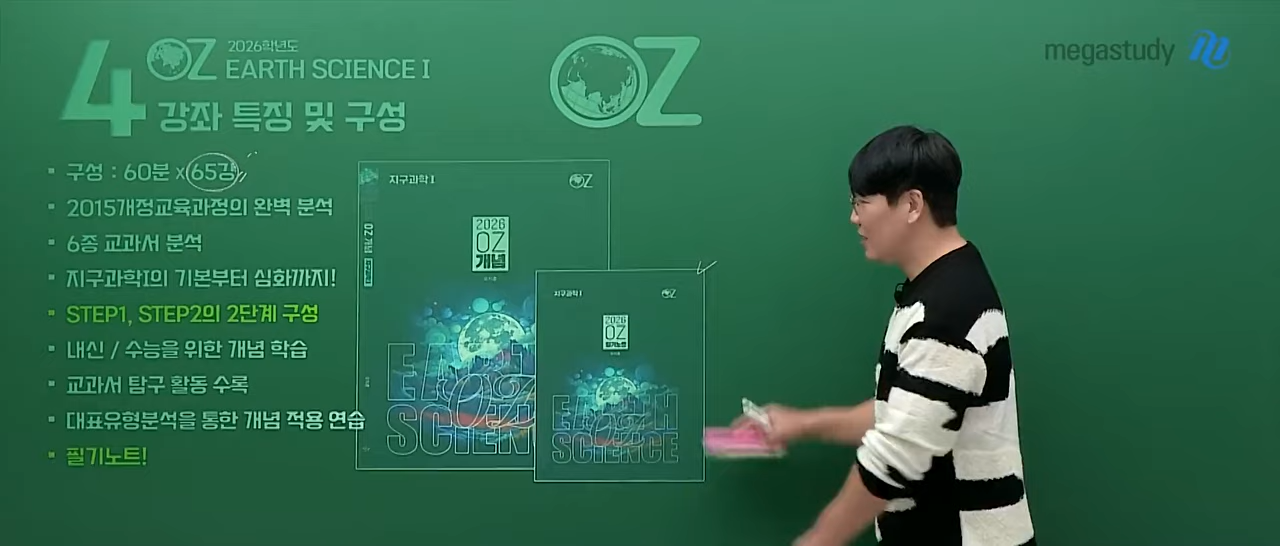 4
OZ
2026학년도
EARTH SCIENCE I
강좌 특징 및 구성
OZ
megastudy
▪ 구성 : 60분 x 65강
▪ 2015개정교육과정의 완벽 분석
▪ 6종 교과서 분석
▪ 지구과학I의 기본부터 심화까지!
▪ STEP1, STEP2의 2단계 구성
▪ 내신 / 수능을 위한 개념 학습
▪ 교과서 탐구 활동 수록
▪ 대표유형분석을 통한 개념 적용 연습
▪ 필기노트!
지구과학 I
OZ
2026
OZ
개념
EARTH
SCIEN
지구과학 I
OZ
2026
OZ
필기노트
EARTH
SCIENCE